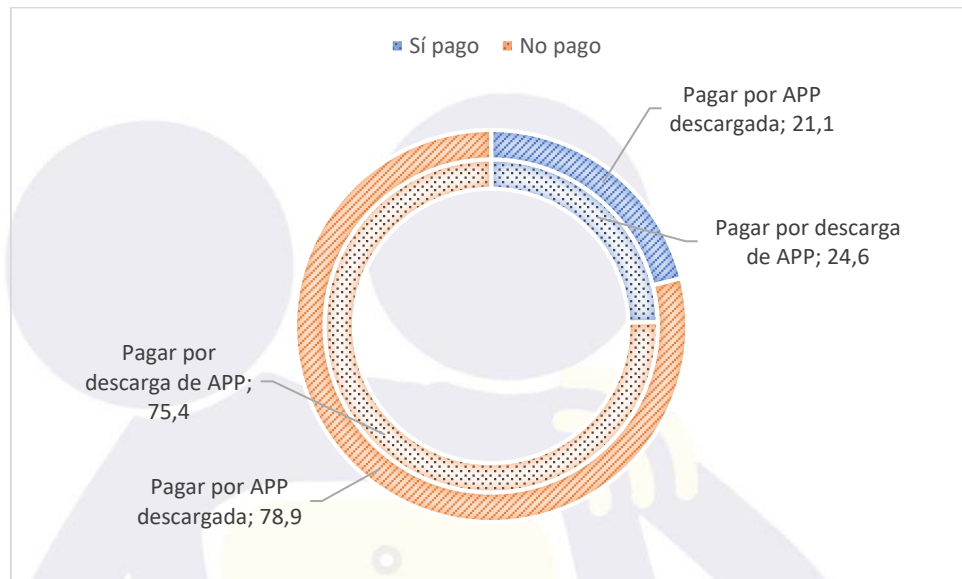 Sí pago No pago
Pagar por APP
descargada; 21,1
Pagar por descarga
de APP; 24,6
Pagar por
descarga de APP;
75,4
Pagar por APP
descargada; 78,9